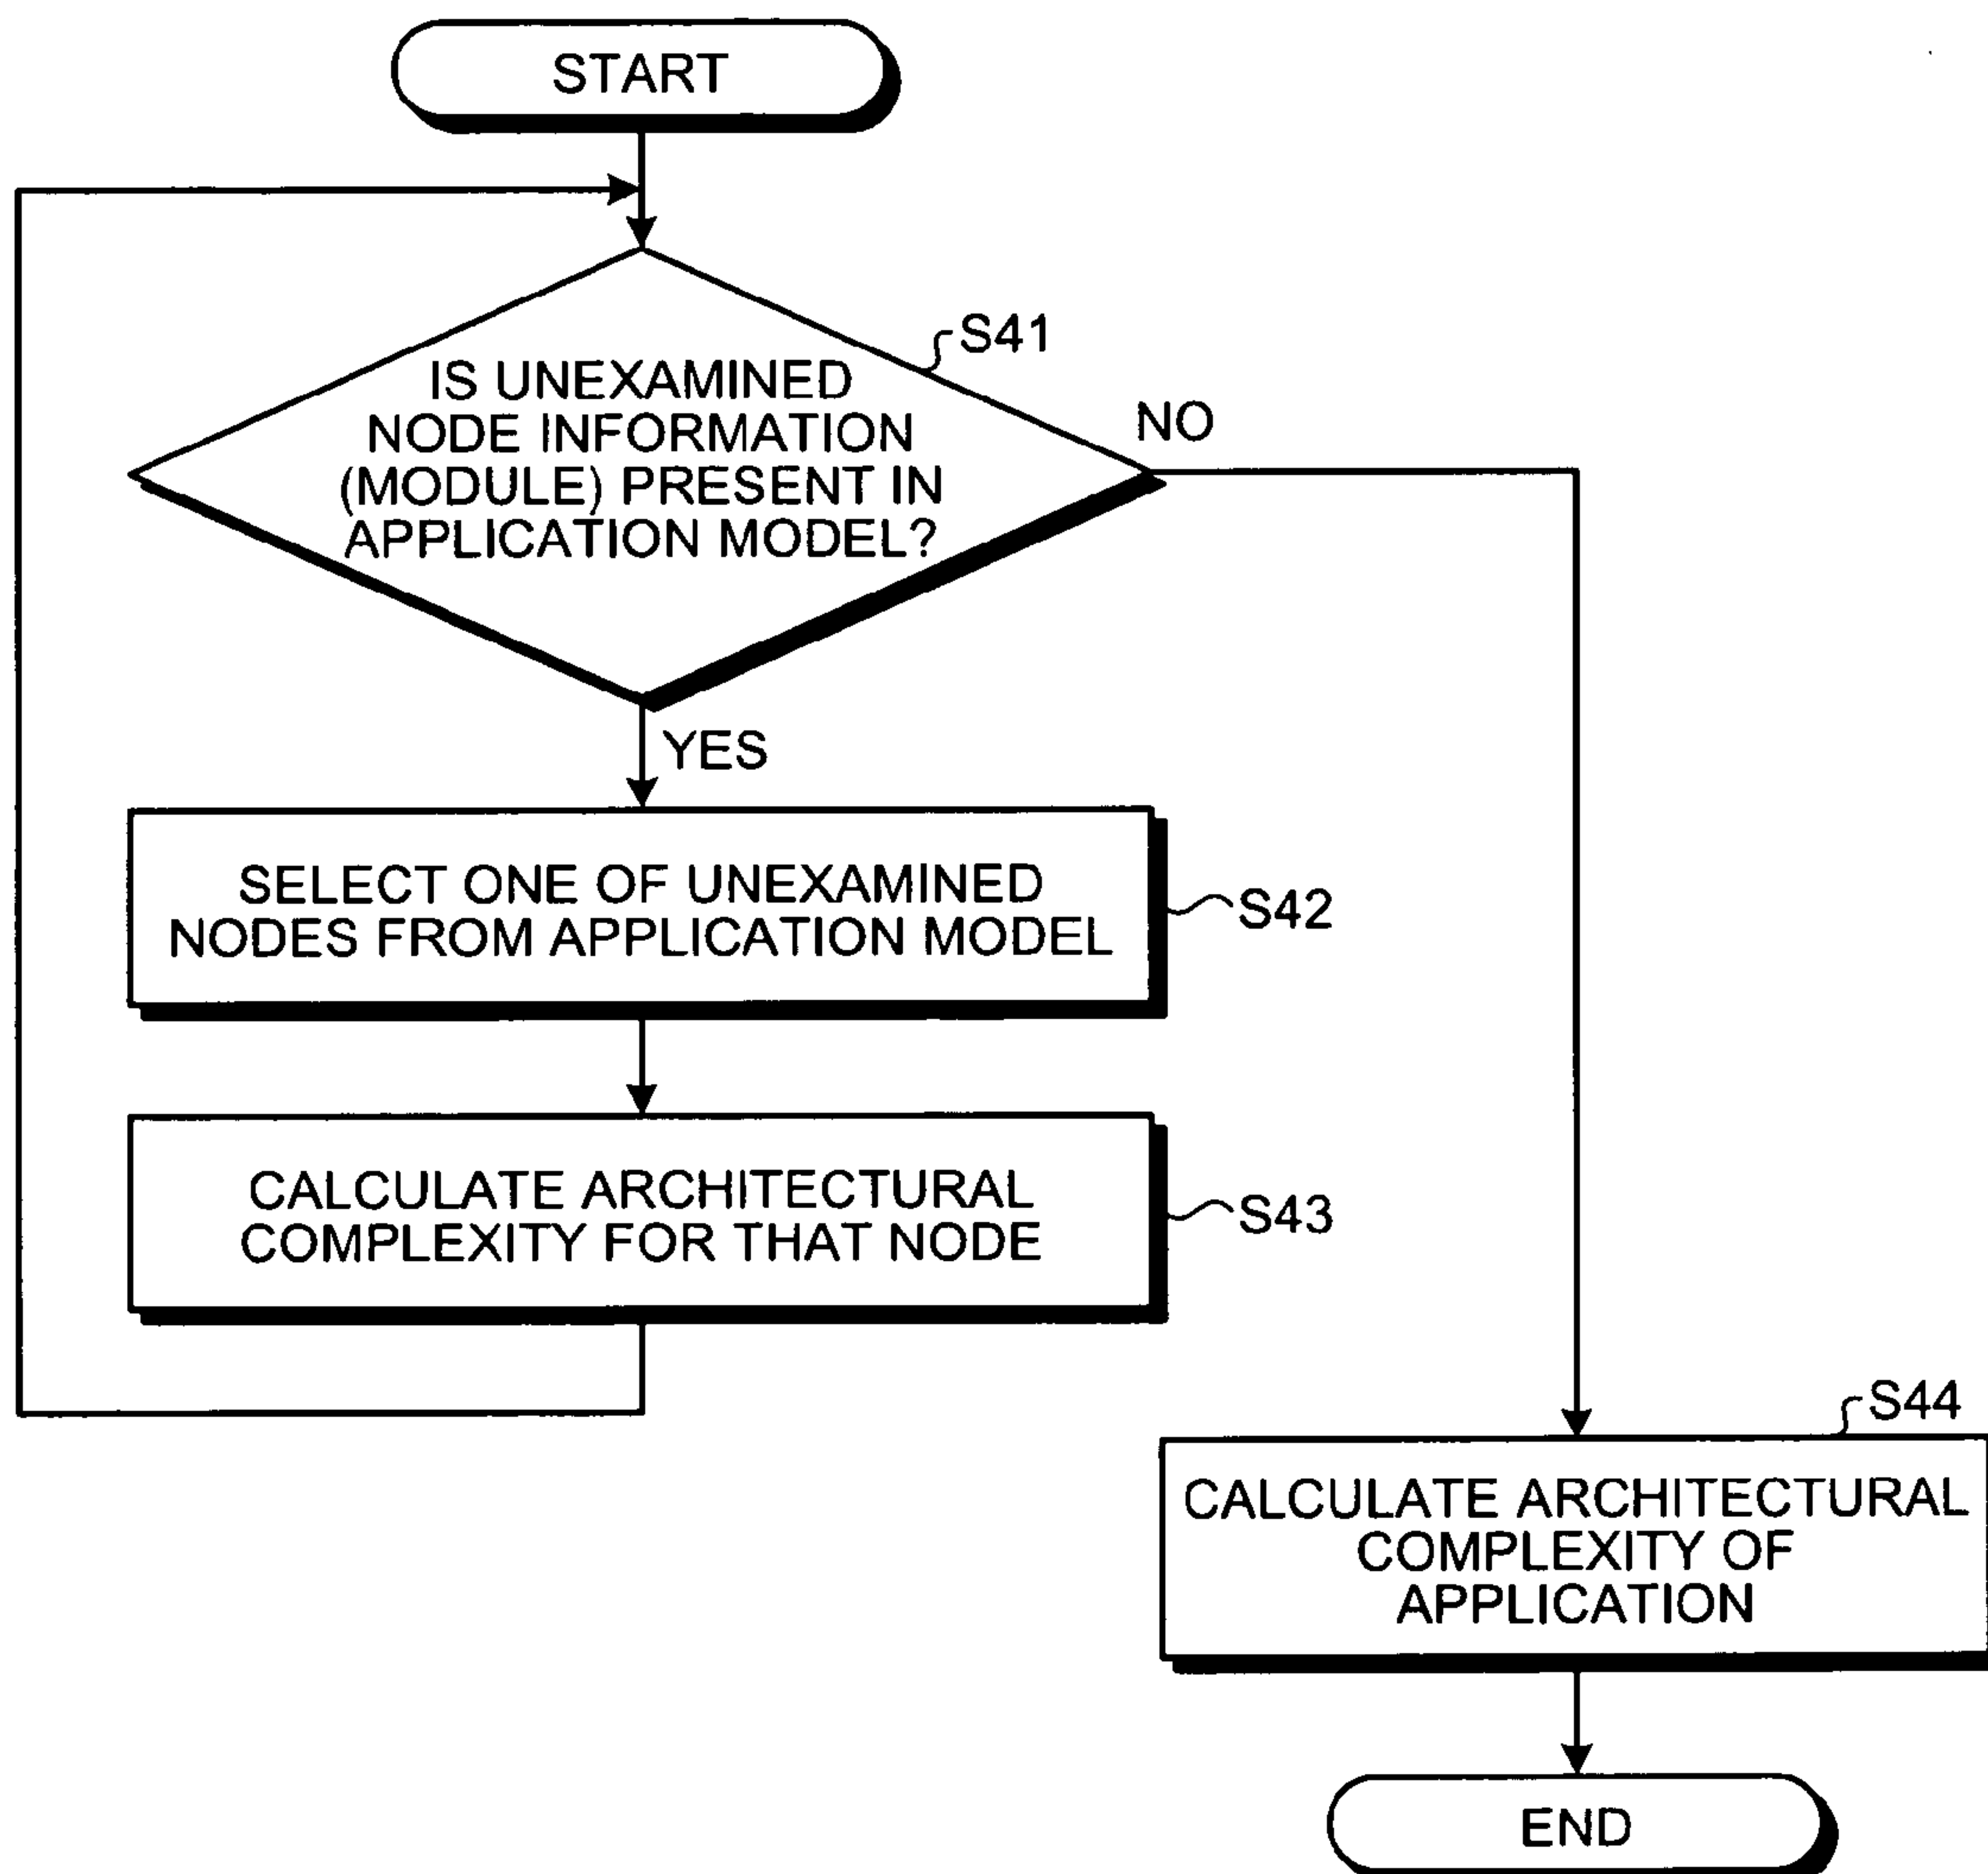 START
S41
IS UNEXAMINED
NODE INFORMATION
(MODULE) PRESENT IN
APPLICATION MODEL?
NO
YES
SELECT ONE OF UNEXAMINED
NODES FROM APPLICATION MODEL
S42
CALCULATE ARCHITECTURAL
COMPLEXITY FOR THAT NODE
S43
S44
CALCULATE ARCHITECTURAL
COMPLEXITY OF
APPLICATION
END